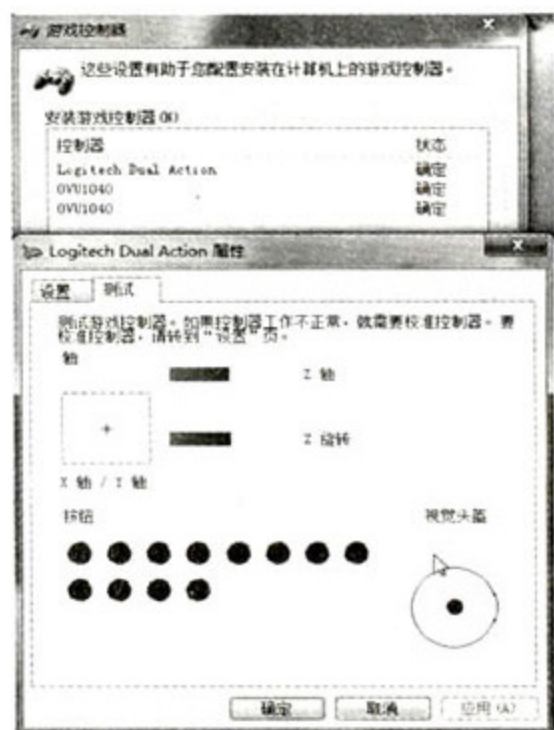 游戏控制器
这些设置有助于您配置安装在计算机上的游戏控制器。
安装游戏控制器(N)
控制器 状态
Logitech Dual Action 确定
OVU1040 确定
OVU1040 确定
Logitech Dual Action 属性
设置 测试
测试游戏控制器。如果控制器工作不正常，就需要校准控制器。要
校准控制器，请转到“设置”页。
轴
Z 轴
Z 旋转
X 轴 / Y 轴
按钮 视觉头盔
确定 取消 应用(A)